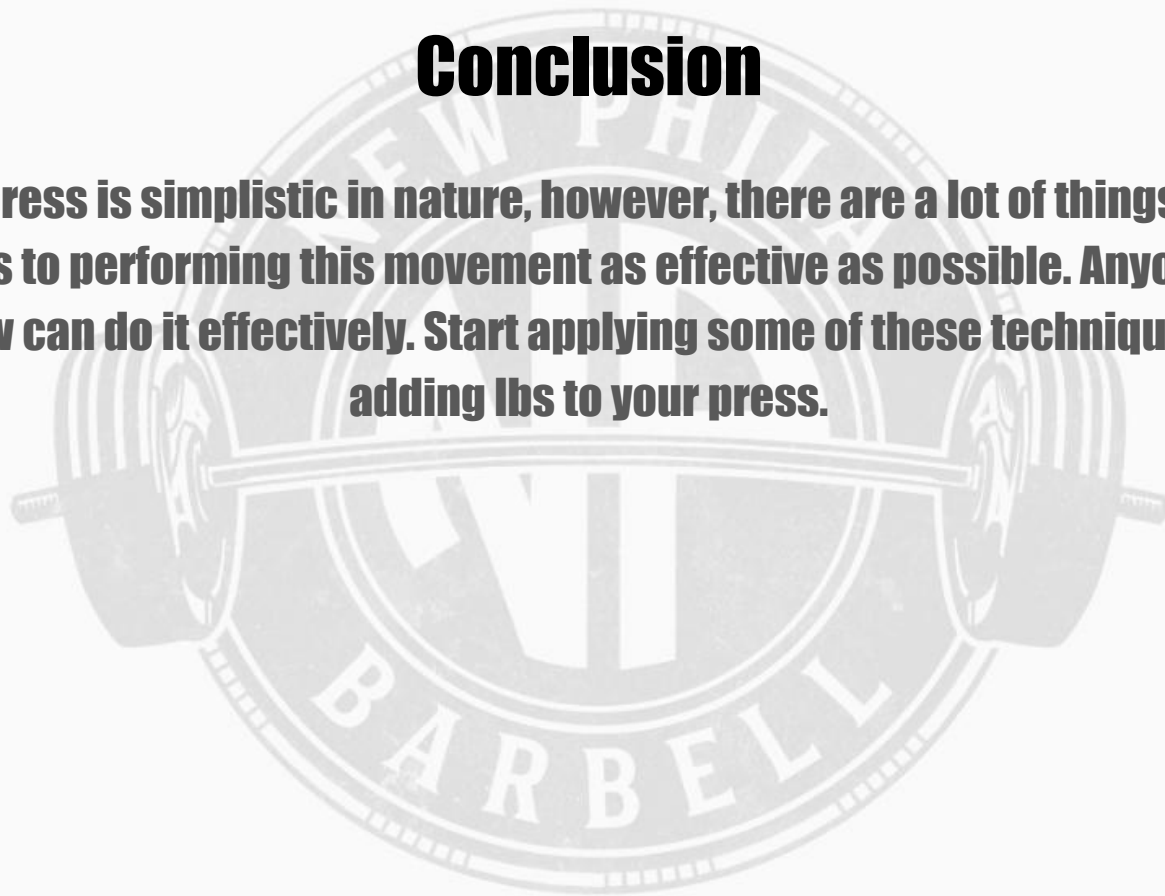 Conclusion
ress is simplistic in nature, however, there are a lot of things
s to performing this movement as effective as possible. Anyo
w can do it effectively. Start applying some of these techniqu
adding lbs to your press.
NEW PHILA
BARBELL